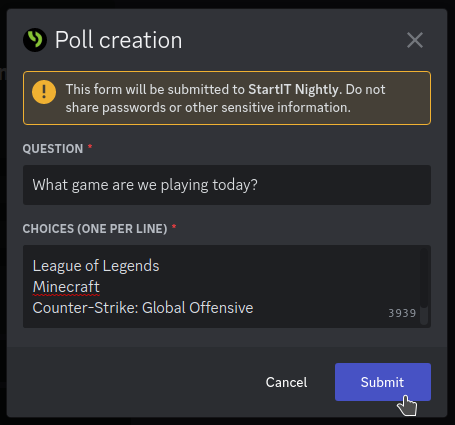 Poll creation
This form will be submitted to StartIT Nightly. Do not
share passwords or other sensitive information.
QUESTION *
What game are we playing today?
CHOICES (ONE PER LINE) *
League of Legends
Minecraft
Counter-Strike: Global Offensive
3939
Cancel
Submit